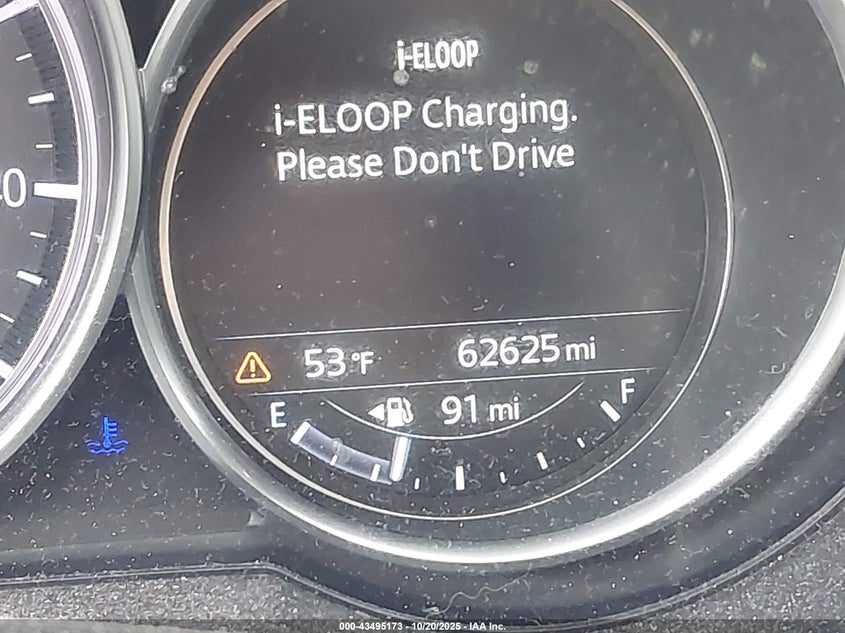 i-ELOOP
i-ELOOP Charging.
Please Don't Drive
53°F 62625 mi
E 91 mi F
000-43495173 - 10/20/2025 - IAA Inc.